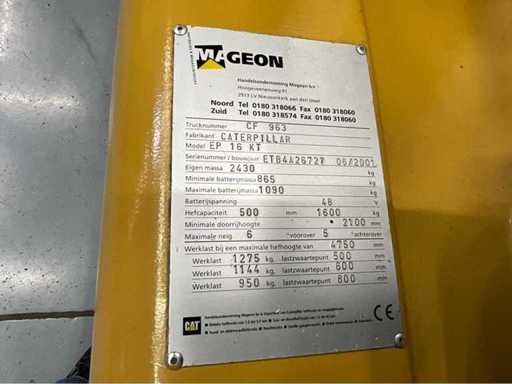 MAGEON
Handelsonderneming Mageon b.v.
Noord Tel 0180 318066 Fax 0180 318060
Zuid Tel 0180 318574 Fax 0180 318060
Trucknummer CF 963
Fabrikant CATERPILLAR
Model EP 16 KT
Serienummer / bouwjaar ETB4A26727 06/2001
Eigen massa 2430 kg
Minimale batterijmassa 865 kg
Maximale batterijmassa 1090 kg
Batterijspanning 48 V
Hefcapaciteit 500 mm 1600 kg
Minimale doorrijhoogte 2100 mm
Maximale neig 6 °voorover 5 °achterover
Werklast bij een maximale hefhoogte van 4750 mm
Werklast 1275 kg, lastzwaartepunt 500 mm
Werklast 1144 kg, lastzwaartepunt 600 mm
Werklast 950 kg, lastzwaartepunt 800 mm
CAT
CE